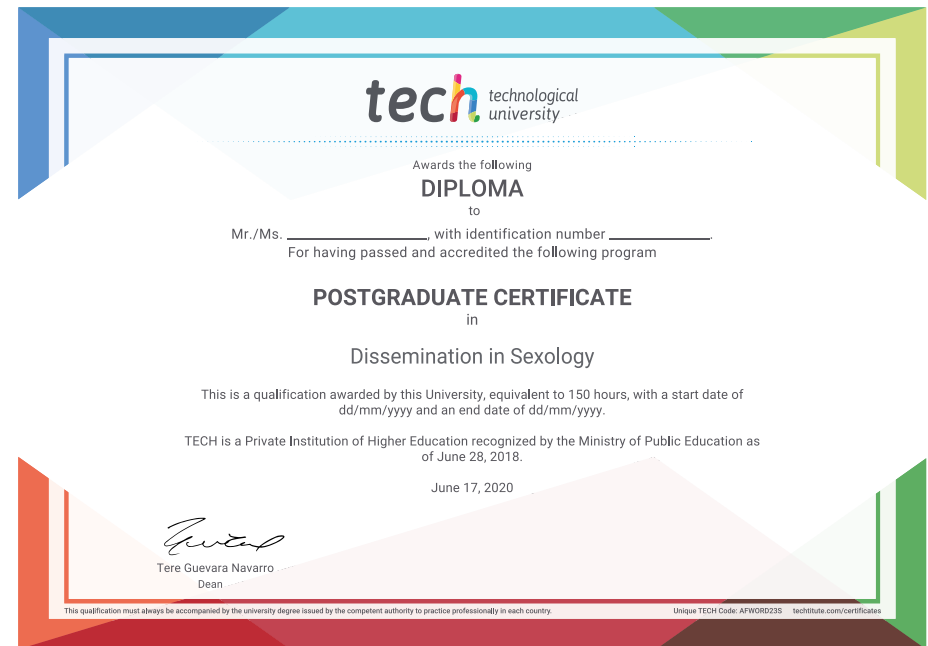 tech technological
university
Awards the following
DIPLOMA
to
Mr./Ms. ____________________, with identification number ______________.
For having passed and accredited the following program
POSTGRADUATE CERTIFICATE
in
Dissemination in Sexology
This is a qualification awarded by this University, equivalent to 150 hours, with a start date of
dd/mm/yyyy and an end date of dd/mm/yyyy.
TECH is a Private Institution of Higher Education recognized by the Ministry of Public Education as
of June 28, 2018.
June 17, 2020
Tere Guevara Navarro
Dean
This qualification must always be accompanied by the university degree issued by the competent authority to practice professionally in each country. Unique TECH Code: AFWORD23S techtitute.com/certificates